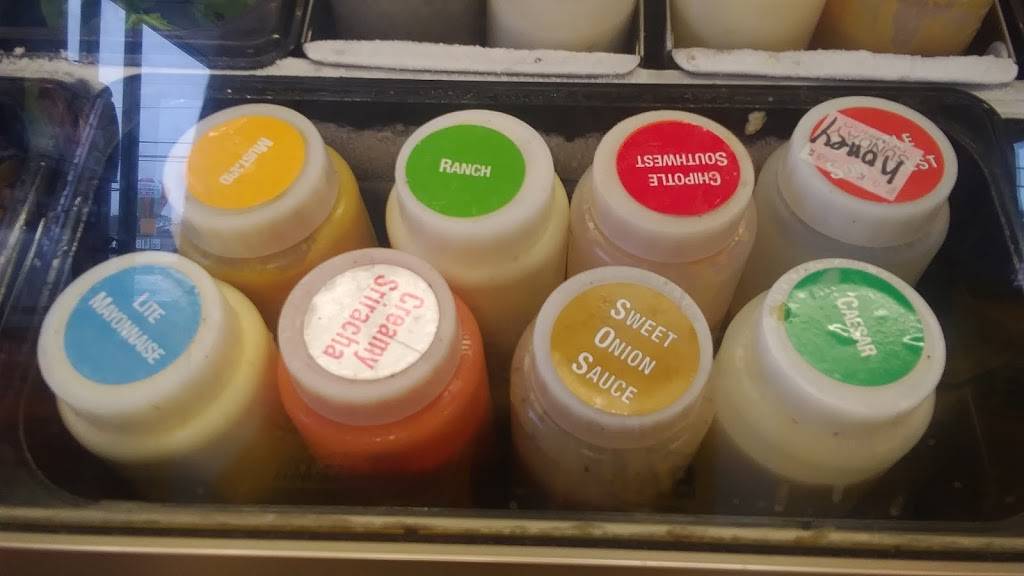 MUSTARD
RANCH
CHIPOTLE
SOUTHWEST
honey
LITE
MAYONNAISE
Creamy
Sriracha
SWEET
ONION
SAUCE
CAESAR